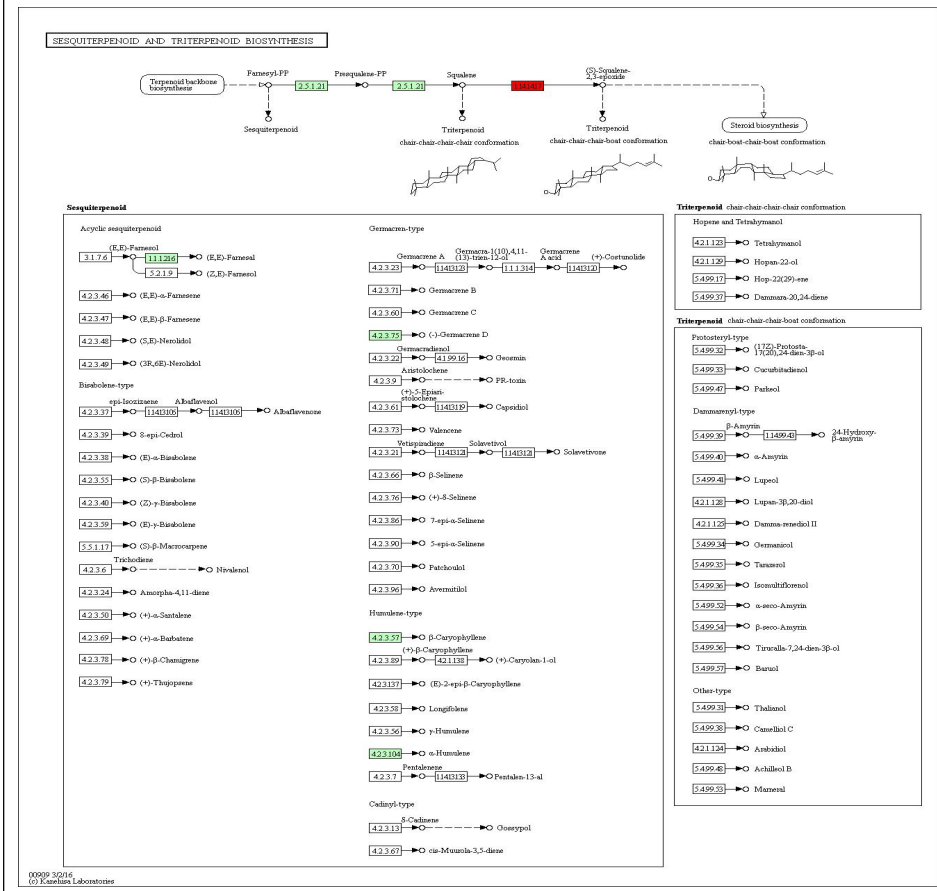 SESQUITERPENOID AND TRITERPENOID BIOSYNTHESIS
Terpenoid backbone
biosynthesis
Farnesyl-PP
2.5.1.21
Presqualene-PP
2.5.1.21
Squalene
(S)-Squalene-
2,3-epoxide
Sesquiterpenoid
Triterpenoid
chair-chair-chair-chair conformation
Triterpenoid
chair-chair-chair-boat conformation
Steroid biosynthesis
chair-boat-chair-boat conformation
Sesquiterpenoid
Acyclic sesquiterpenoid
(E,E)-Farnesol
3.1.7.6
1.1.1.216
(E,E)-Farnesal
5.2.1.9
(Z,E)-Farnesol
4.2.3.46
(E,E)-α-Farnesene
4.2.3.47
(E,E)-β-Farnesene
4.2.3.48
(S,E)-Nerolidol
4.2.3.49
(3R,6E)-Nerolidol
Bisabolene-type
epi-Isozizaene
Albaflavenol
4.2.3.37
1.14.13.106
1.14.13.106
Albaflavenone
4.2.3.39
8-epi-Cedrol
4.2.3.38
(E)-α-Bisabolene
4.2.3.55
(S)-β-Bisabolene
4.2.3.40
(Z)-γ-Bisabolene
4.2.3.59
(E)-γ-Bisabolene
5.5.1.17
(S)-β-Macrocarpene
Trichodiene
4.2.3.6
Nivalenol
4.2.3.24
Amorpha-4,11-diene
4.2.3.50
(+)-α-Santalene
4.2.3.69
(+)-α-Barbatene
4.2.3.78
(+)-β-Chamigrene
4.2.3.79
(+)-Thujopsene
Germacren-type
Germacrene A
Germacra-1(10),4,11-
(13)-trien-12-ol
Germacrene
A acid
(+)-Costunolide
4.2.3.23
1.14.13.123
1.1.1.314
1.14.13.120
4.2.3.71
Germacrene B
4.2.3.60
Germacrene C
4.2.3.75
(-)-Germacrene D
Germacradienol
4.2.3.22
4.1.99.16
Geosmin
Aristolochene
4.2.3.9
PR-toxin
(+)-5-Epiari-
stolochene
4.2.3.61
1.14.13.119
Capsidiol
4.2.3.73
Valencene
Vetispiradiene
Solavetivol
4.2.3.21
1.14.13.121
1.14.13.121
Solavetivone
4.2.3.66
β-Selinene
4.2.3.76
(+)-δ-Selinene
4.2.3.86
7-epi-α-Selinene
4.2.3.90
5-epi-α-Selinene
4.2.3.70
Patchoulol
4.2.3.96
Avermitilol
Humulene-type
4.2.3.57
β-Caryophyllene
(+)-β-Caryophyllene
4.2.3.89
4.2.1.138
(+)-Caryolan-1-ol
4.2.3.137
(E)-2-epi-β-Caryophyllene
4.2.3.58
Longifolene
4.2.3.56
γ-Humulene
4.2.3.104
α-Humulene
Pentalenene
4.2.3.7
1.14.13.133
Pentalen-13-al
Cadinyl-type
δ-Cadinene
4.2.3.13
Gossypol
4.2.3.67
cis-Muurola-3,5-diene
Triterpenoid chair-chair-chair-chair conformation
Hopene and Tetrahymanol
4.2.1.123
Tetrahymanol
4.2.1.129
Hopan-22-ol
5.4.99.17
Hop-22(29)-ene
5.4.99.37
Dammara-20,24-diene
Triterpenoid chair-chair-chair-boat conformation
Protosteryl-type
5.4.99.32
(17Z)-Protosta-
17(20),24-dien-3β-ol
5.4.99.33
Cucurbitadienol
5.4.99.47
Parkeol
Dammarenyl-type
β-Amyrin
5.4.99.39
1.14.99.43
24-Hydroxy-
β-amyrin
5.4.99.40
α-Amyrin
5.4.99.41
Lupeol
4.2.1.128
Lupan-3β,20-diol
4.2.1.125
Damma-renediol II
5.4.99.34
Germanicol
5.4.99.35
Taraxerol
5.4.99.36
Isomultiflorenol
5.4.99.52
α-seco-Amyrin
5.4.99.54
β-seco-Amyrin
5.4.99.56
Tirucalla-7,24-dien-3β-ol
5.4.99.57
Baruol
Other-type
5.4.99.31
Thalianol
5.4.99.38
Camelliol C
4.2.1.124
Arabidiol
5.4.99.48
Achilleol B
5.4.99.53
Marneral
00909 3/2/16
(c) Kanehisa Laboratories